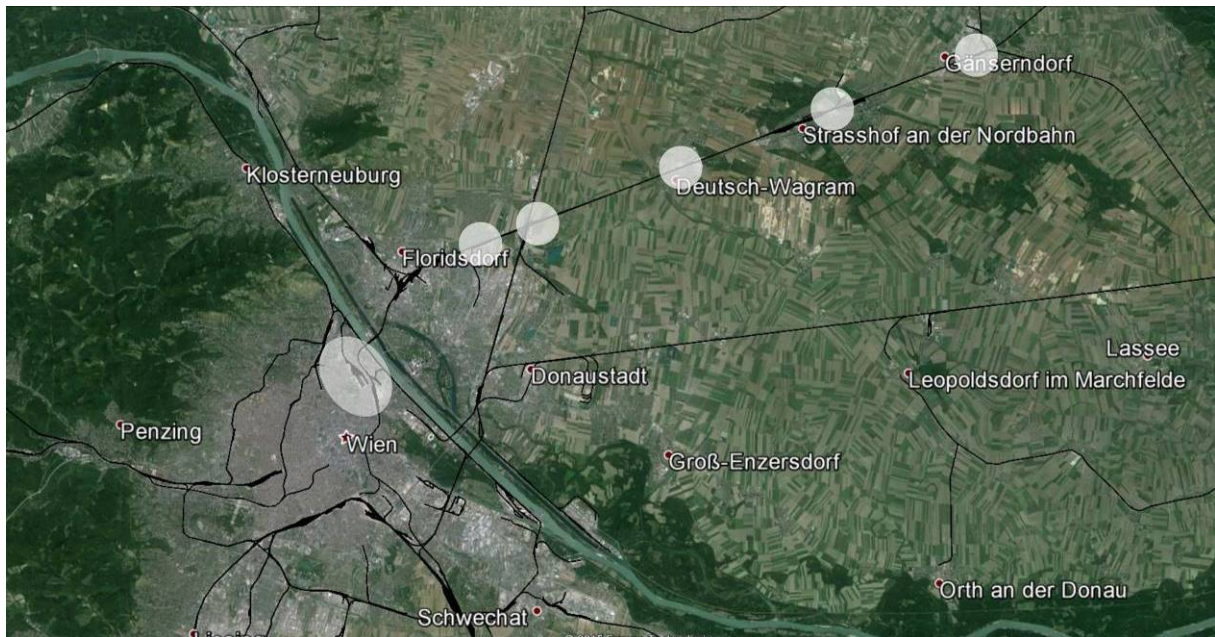 Gänserndorf
Strasshof an der Nordbahn
Klosterneuburg
Deutsch-Wagram
Floridsdorf
Lassee
Donaustadt
Leopoldsdorf im Marchfelde
Penzing
Wien
Groß-Enzersdorf
Orth an der Donau
Schwechat